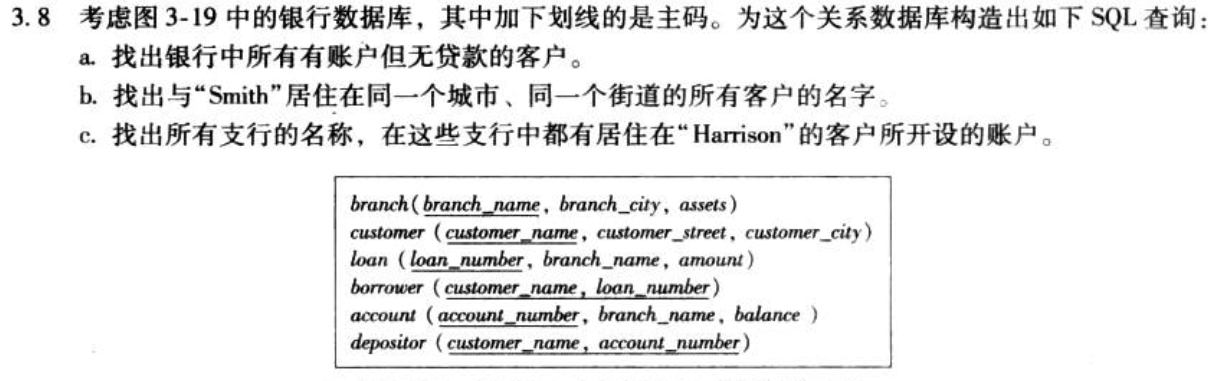 3.8 考虑图 3-19 中的银行数据库，其中加下划线的是主码。为这个关系数据库构造出如下 SQL 查询：
a. 找出银行中所有有账户但无贷款的客户。
b. 找出与“Smith”居住在同一个城市、同一个街道的所有客户的名字。
c. 找出所有支行的名称，在这些支行中都有居住在“Harrison”的客户所开设的账户。
branch(branch_name, branch_city, assets)
customer (customer_name, customer_street, customer_city)
loan (loan_number, branch_name, amount)
borrower (customer_name, loan_number)
account (account_number, branch_name, balance )
depositor (customer_name, account_number)